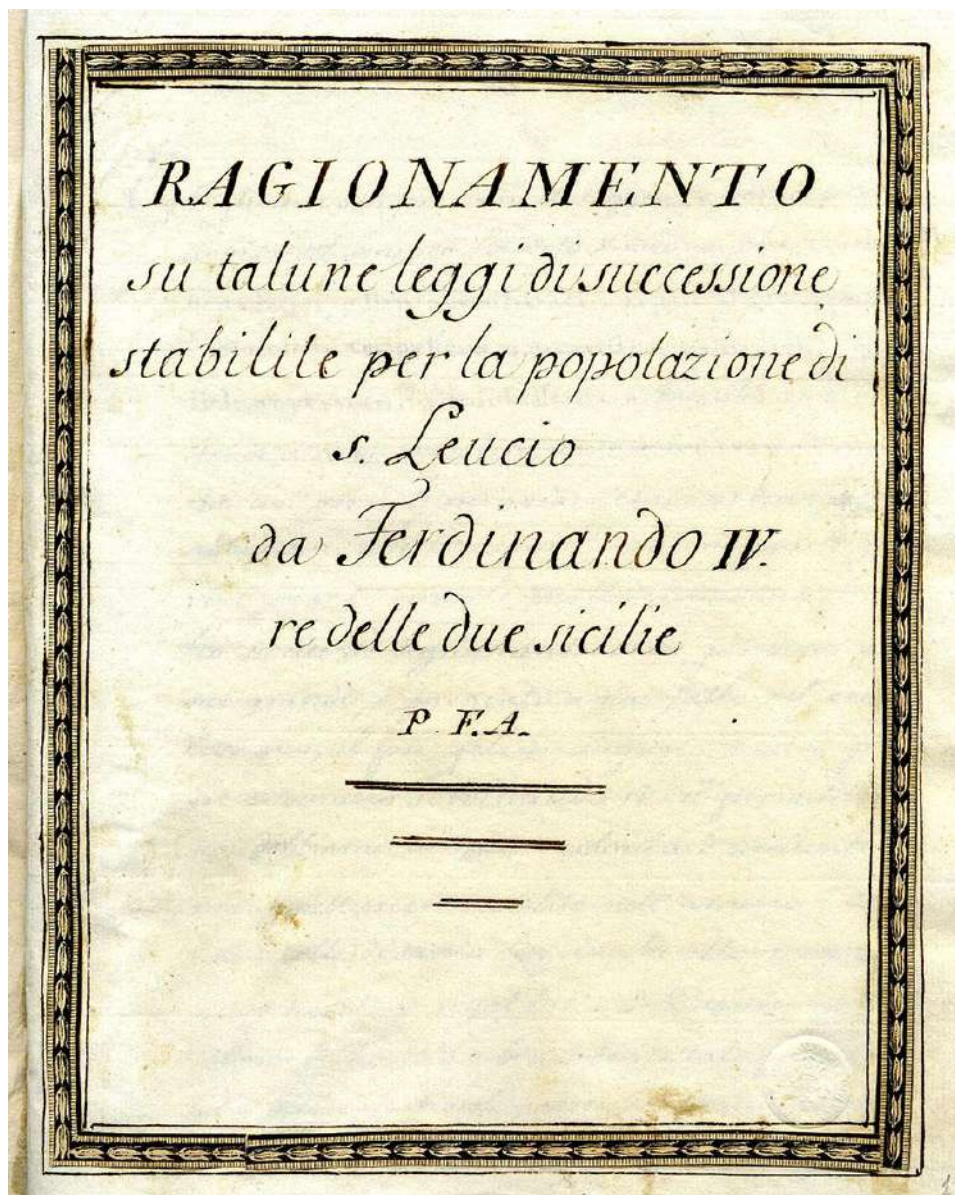 RAGIONAMENTO
su talune leggi di successione
stabilite per la popolazione di
s. Leucio
da Ferdinando IV.
re delle due sicilie
P. F. A.
1